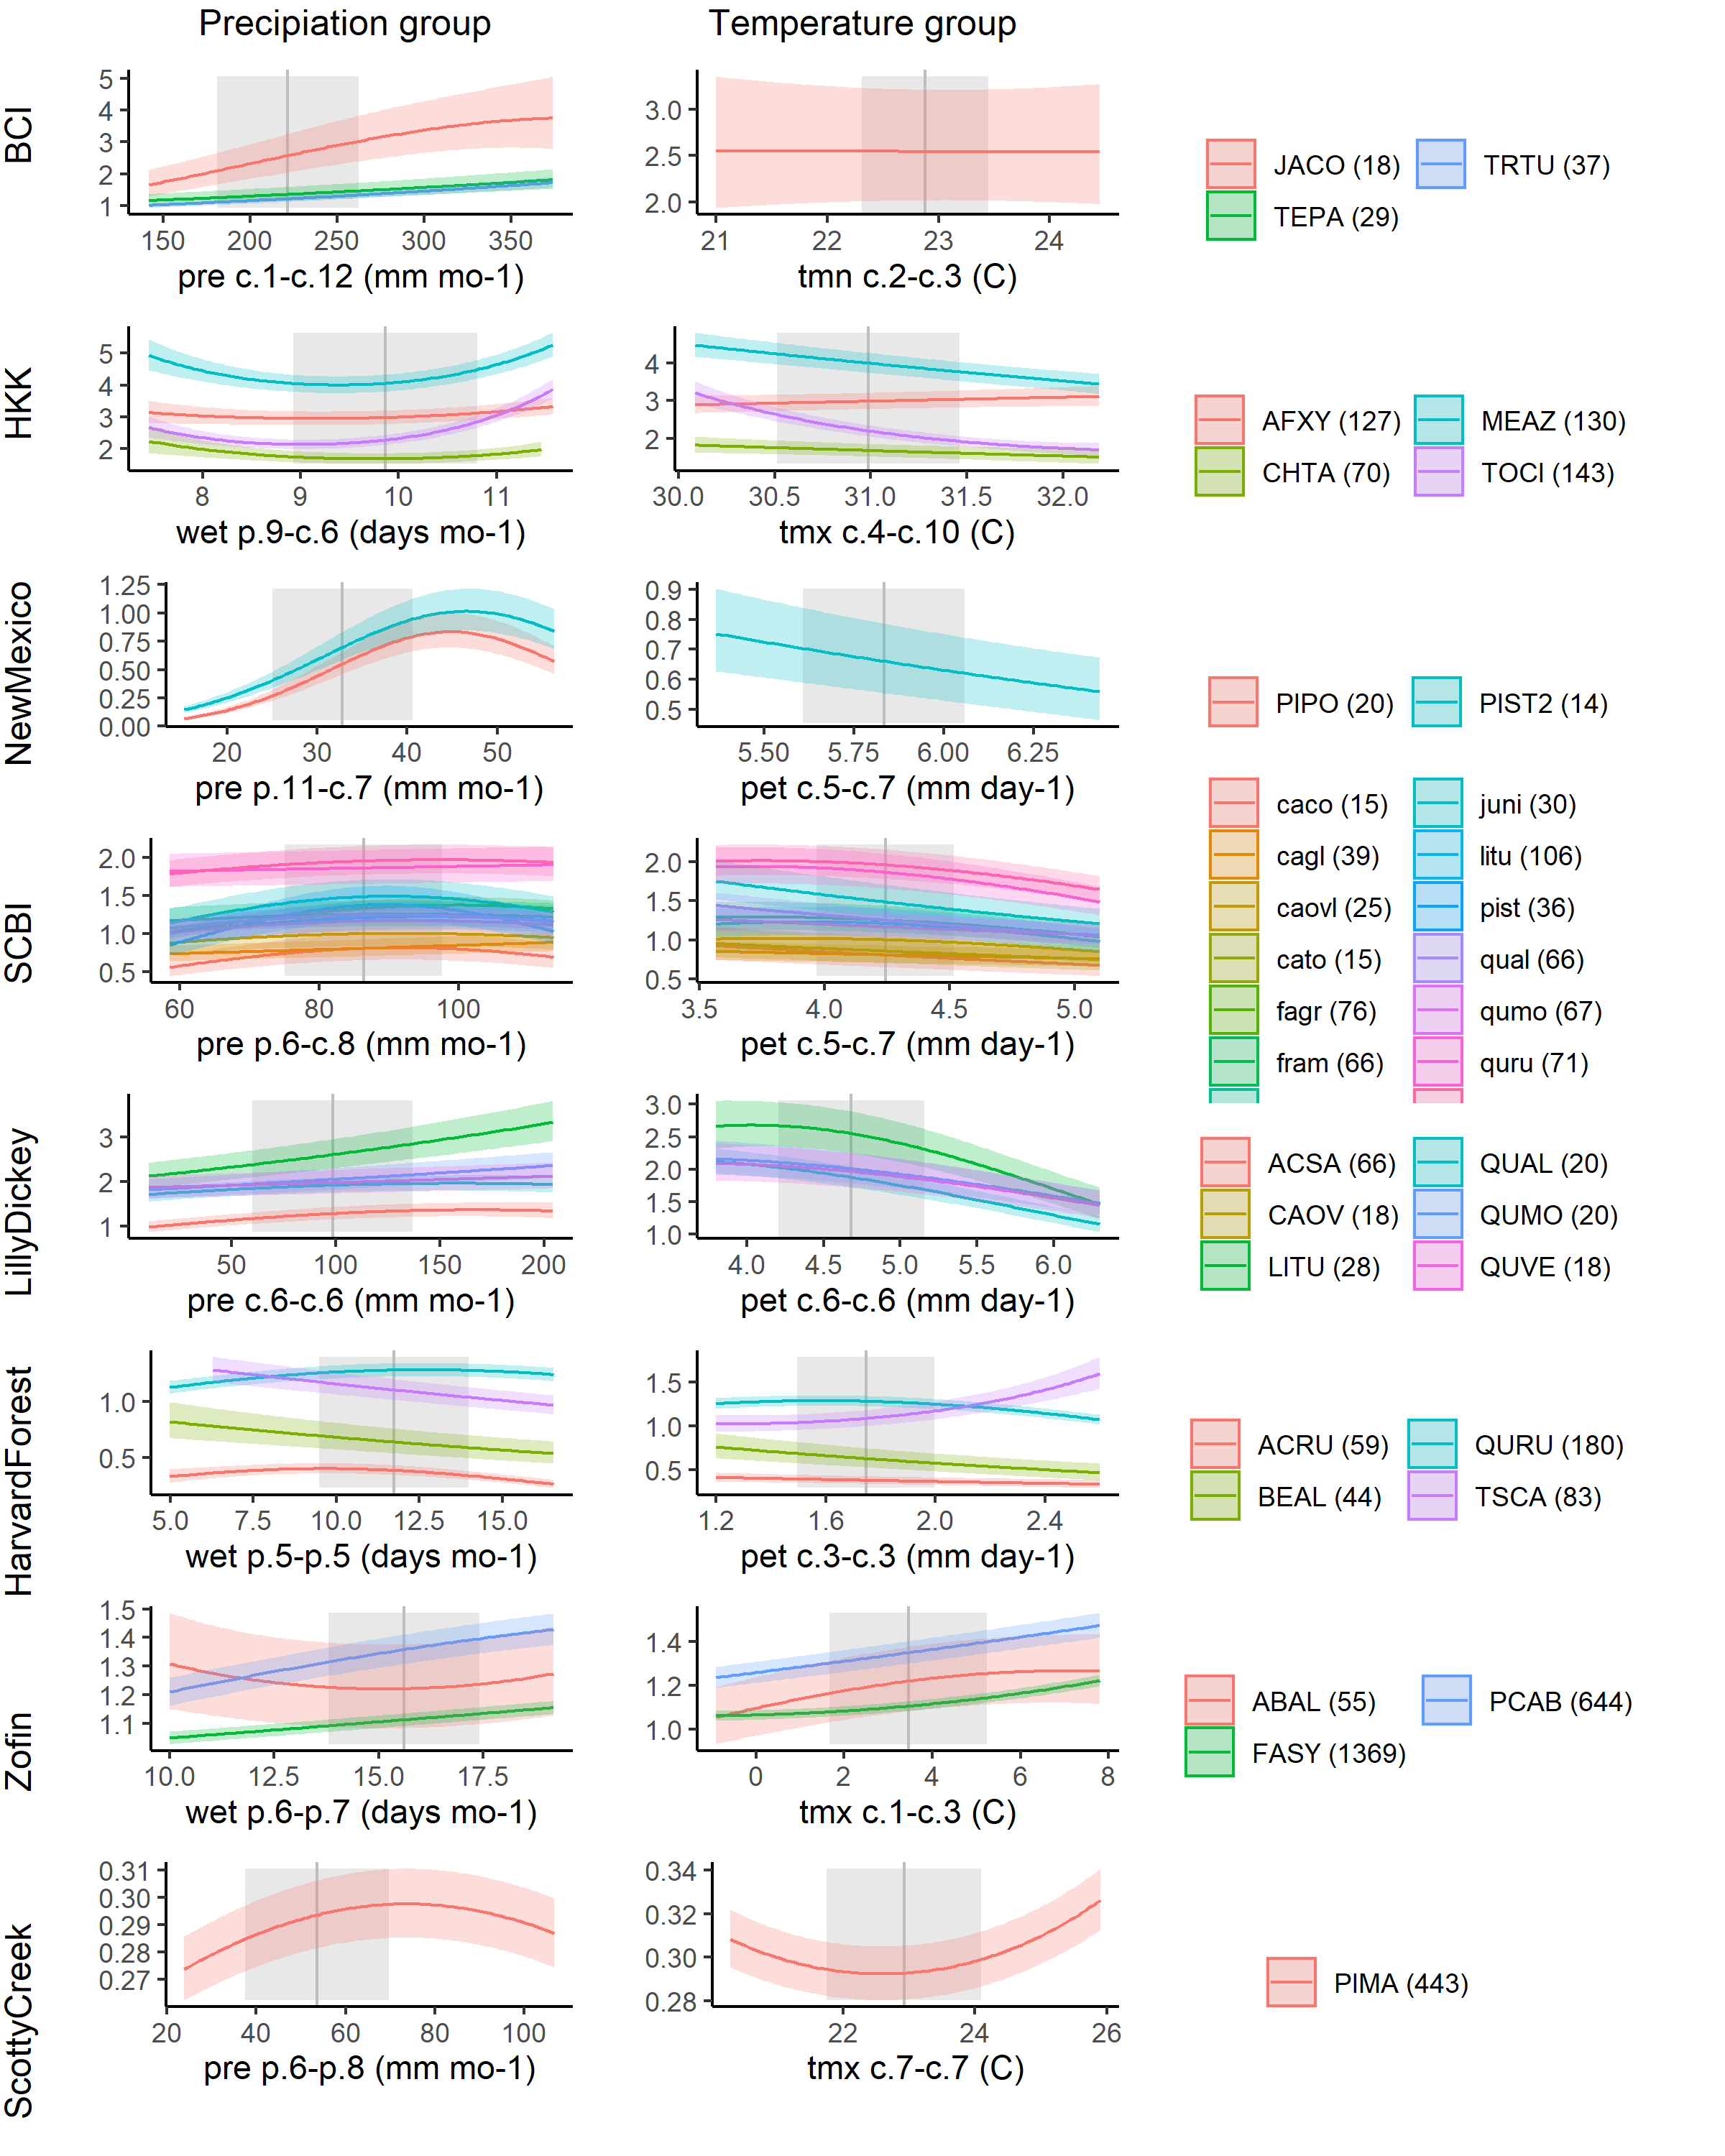 Precipiation group
Temperature group
BCI
5
4
3
2
1
150 200 250 300 350
pre c.1-c.12 (mm mo-1)
3.0
2.5
2.0
21 22 23 24
tmn c.2-c.3 (C)
JACO (18) TRTU (37)
TEPA (29)
HKK
5
4
3
2
8 9 10 11
wet p.9-c.6 (days mo-1)
4
3
2
30.0 30.5 31.0 31.5 32.0
tmx c.4-c.10 (C)
AFXY (127) MEAZ (130)
CHTA (70) TOCI (143)
NewMexico
1.25
1.00
0.75
0.50
0.25
0.00
20 30 40 50
pre p.11-c.7 (mm mo-1)
0.9
0.8
0.7
0.6
0.5
5.50 5.75 6.00 6.25
pet c.5-c.7 (mm day-1)
PIPO (20) PIST2 (14)
SCBI
2.0
1.5
1.0
0.5
60 80 100
pre p.6-c.8 (mm mo-1)
2.0
1.5
1.0
0.5
3.5 4.0 4.5 5.0
pet c.5-c.7 (mm day-1)
caco (15) juni (30)
cagl (39) litu (106)
caovl (25) pist (36)
cato (15) qual (66)
fagr (76) qumo (67)
fram (66) quru (71)
LillyDickey
3
2
1
50 100 150 200
pre c.6-c.6 (mm mo-1)
3.0
2.5
2.0
1.5
1.0
4.0 4.5 5.0 5.5 6.0
pet c.6-c.6 (mm day-1)
ACSA (66) QUAL (20)
CAOV (18) QUMO (20)
LITU (28) QUVE (18)
HarvardForest
1.0
0.5
5.0 7.5 10.0 12.5 15.0
wet p.5-p.5 (days mo-1)
1.5
1.0
0.5
1.2 1.6 2.0 2.4
pet c.3-c.3 (mm day-1)
ACRU (59) QURU (180)
BEAL (44) TSCA (83)
Zofin
1.5
1.4
1.3
1.2
1.1
10.0 12.5 15.0 17.5
wet p.6-p.7 (days mo-1)
1.4
1.2
1.0
0 2 4 6 8
tmx c.1-c.3 (C)
ABAL (55) PCAB (644)
FASY (1369)
ScottyCreek
0.31
0.30
0.29
0.28
0.27
20 40 60 80 100
pre p.6-p.8 (mm mo-1)
0.34
0.32
0.30
0.28
22 24 26
tmx c.7-c.7 (C)
PIMA (443)